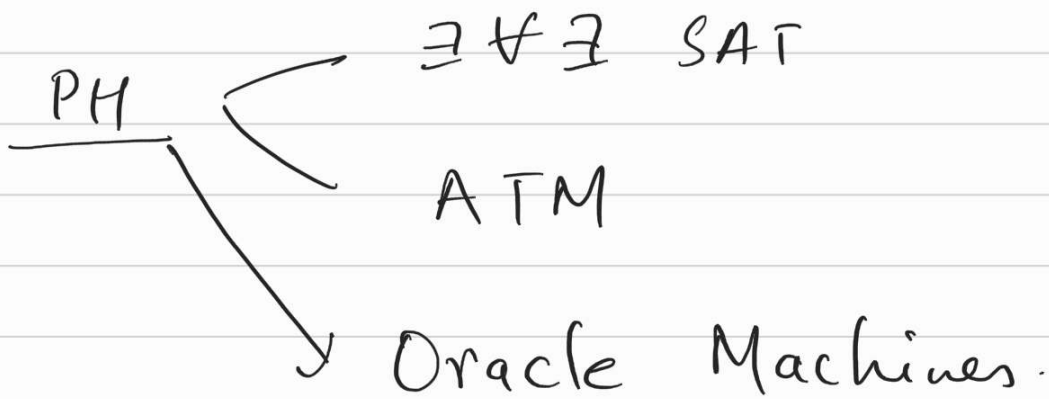 ∃ ∀ ∃ SAT
PH
ATM
Oracle Machines.